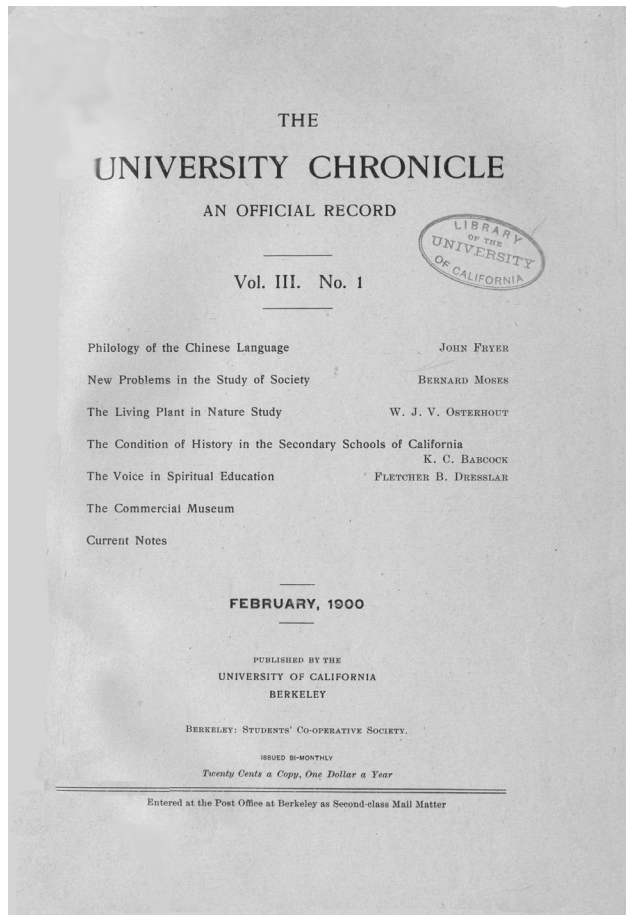 THE
UNIVERSITY CHRONICLE
AN OFFICIAL RECORD
LIBRARY
OF THE
UNIVERSITY
OF CALIFORNIA
Vol. III. No. 1
Philology of the Chinese Language JOHN FRYER
New Problems in the Study of Society BERNARD MOSES
The Living Plant in Nature Study W. J. V. OSTERHOUT
The Condition of History in the Secondary Schools of California
K. C. BABCOCK
The Voice in Spiritual Education FLETCHER B. DRESSLAR
The Commercial Museum
Current Notes
FEBRUARY, 1900
PUBLISHED BY THE
UNIVERSITY OF CALIFORNIA
BERKELEY
BERKELEY: STUDENTS' CO-OPERATIVE SOCIETY.
ISSUED BI-MONTHLY
Twenty Cents a Copy, One Dollar a Year
Entered at the Post Office at Berkeley as Second-class Mail Matter